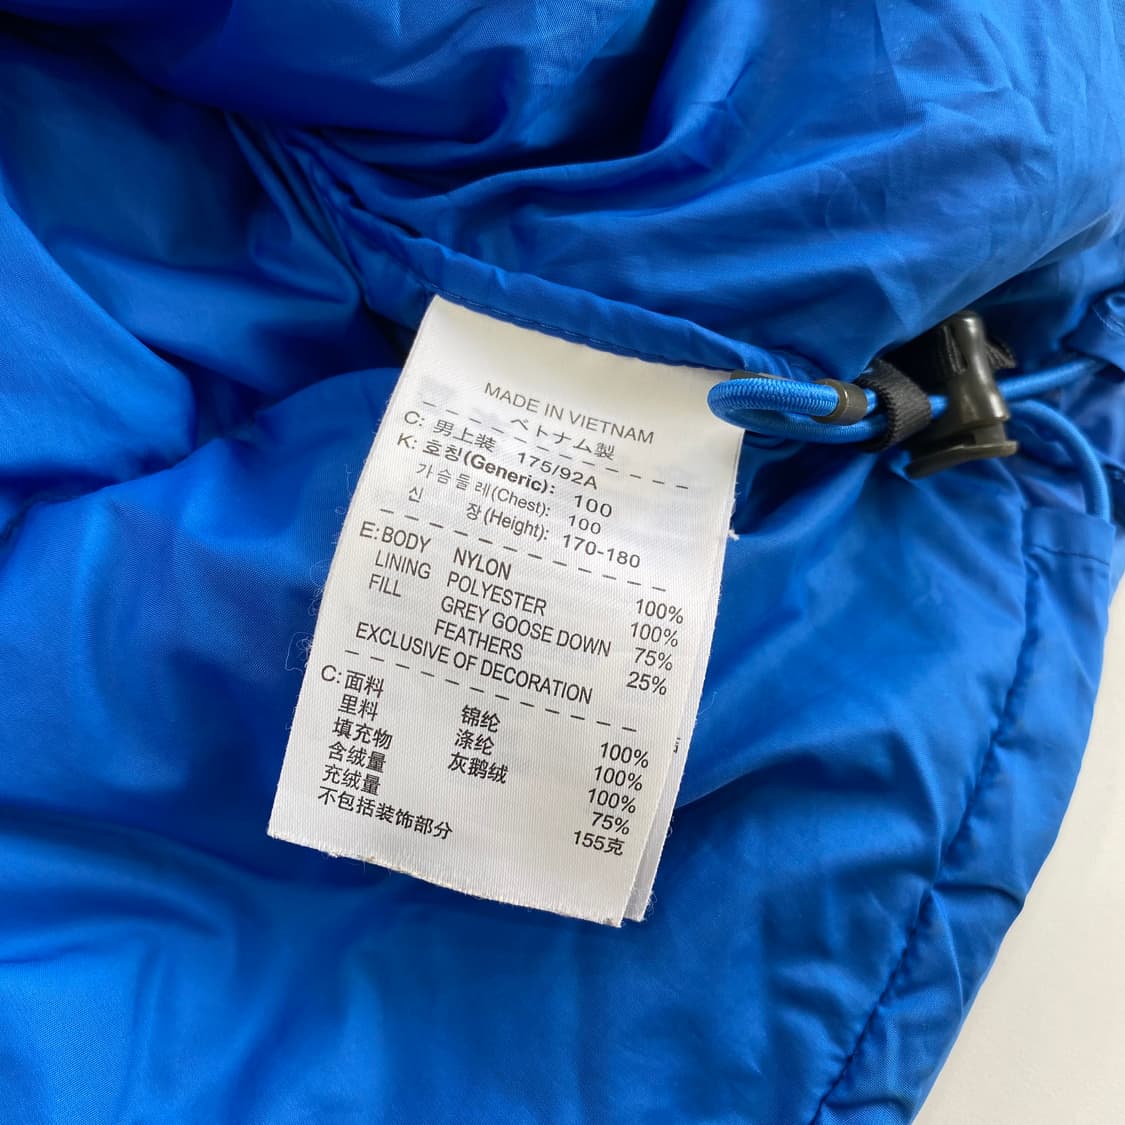 MADE IN VIETNAM
ベトナム製
C: 男上装 175/92A
K: 호칭(Generic): 100
가슴둘레(Chest): 100
신 장(Height): 170-180
E: BODY NYLON 100%
LINING POLYESTER 100%
FILL GREY GOOSE DOWN 75%
FEATHERS 25%
EXCLUSIVE OF DECORATION
C: 面料 锦纶 100%
里料 涤纶 100%
填充物 灰鹅绒 100%
含绒量 75%
充绒量 155克
不包括装饰部分